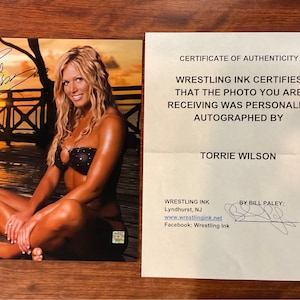 CERTIFICATE OF AUTHENTICITY
WRESTLING INK CERTIFIES
THAT THE PHOTO YOU ARE
RECEIVING WAS PERSONALLY
AUTOGRAPHED BY
TORRIE WILSON
WRESTLING INK
BY BILL PALEY:
Lyndhurst, NJ
www.wrestlingink.net
Facebook: Wrestling Ink